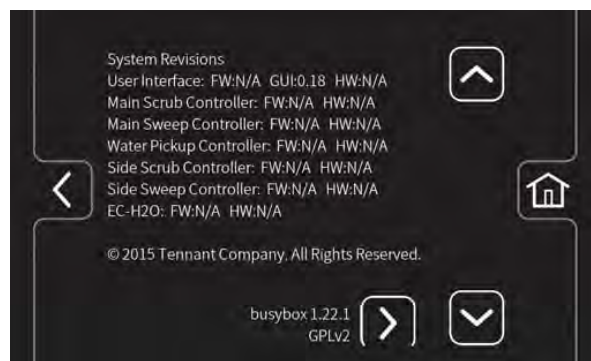 System Revisions
User Interface: FW:N/A GUI:0.18 HW:N/A
Main Scrub Controller: FW:N/A HW:N/A
Main Sweep Controller: FW:N/A HW:N/A
Water Pickup Controller: FW:N/A HW:N/A
Side Scrub Controller: FW:N/A HW:N/A
Side Sweep Controller: FW:N/A HW:N/A
EC-H2O: FW:N/A HW:N/A
© 2015 Tennant Company. All Rights Reserved.
busybox 1.22.1
GPLv2